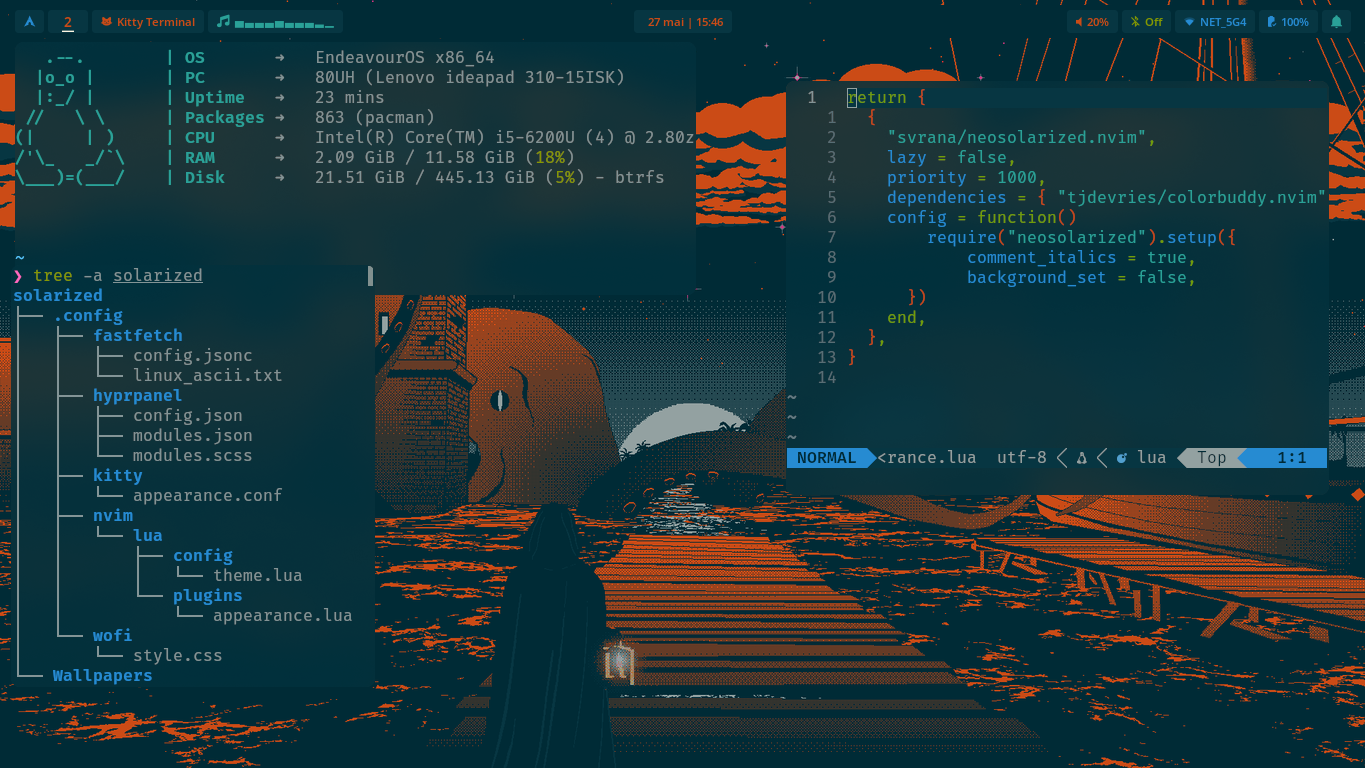 2 Kitty Terminal 27 mai | 15:46 20% Off NET_5G4 100%
.--. | OS → EndeavourOS x86_64
|o_o | | PC → 80UH (Lenovo ideapad 310-15ISK)
|:_/ | | Uptime → 23 mins
// \ \ | Packages → 863 (pacman)
(| | ) | CPU → Intel(R) Core(TM) i5-6200U (4) @ 2.80z
/'\_ _/`\ | RAM → 2.09 GiB / 11.58 GiB (18%)
\___)=(___/ | Disk → 21.51 GiB / 445.13 GiB (5%) - btrfs
~
❯ tree -a solarized
solarized
├── .config
│   ├── fastfetch
│   │   ├── config.jsonc
│   │   └── linux_ascii.txt
│   ├── hyprpanel
│   │   ├── config.json
│   │   ├── modules.json
│   │   └── modules.scss
│   ├── kitty
│   │   └── appearance.conf
│   ├── nvim
│   │   └── lua
│   │       ├── config
│   │       │   └── theme.lua
│   │       └── plugins
│   │           └── appearance.lua
│   └── wofi
│       └── style.css
└── Wallpapers
1 return {
1 {
2 "svrana/neosolarized.nvim",
3 lazy = false,
4 priority = 1000,
5 dependencies = { "tjdevries/colorbuddy.nvim"
6 config = function()
7 require("neosolarized").setup({
8 comment_italics = true,
9 background_set = false,
10 })
11 end,
12 },
13 }
14
~
~
~
NORMAL <rance.lua utf-8 lua Top 1:1